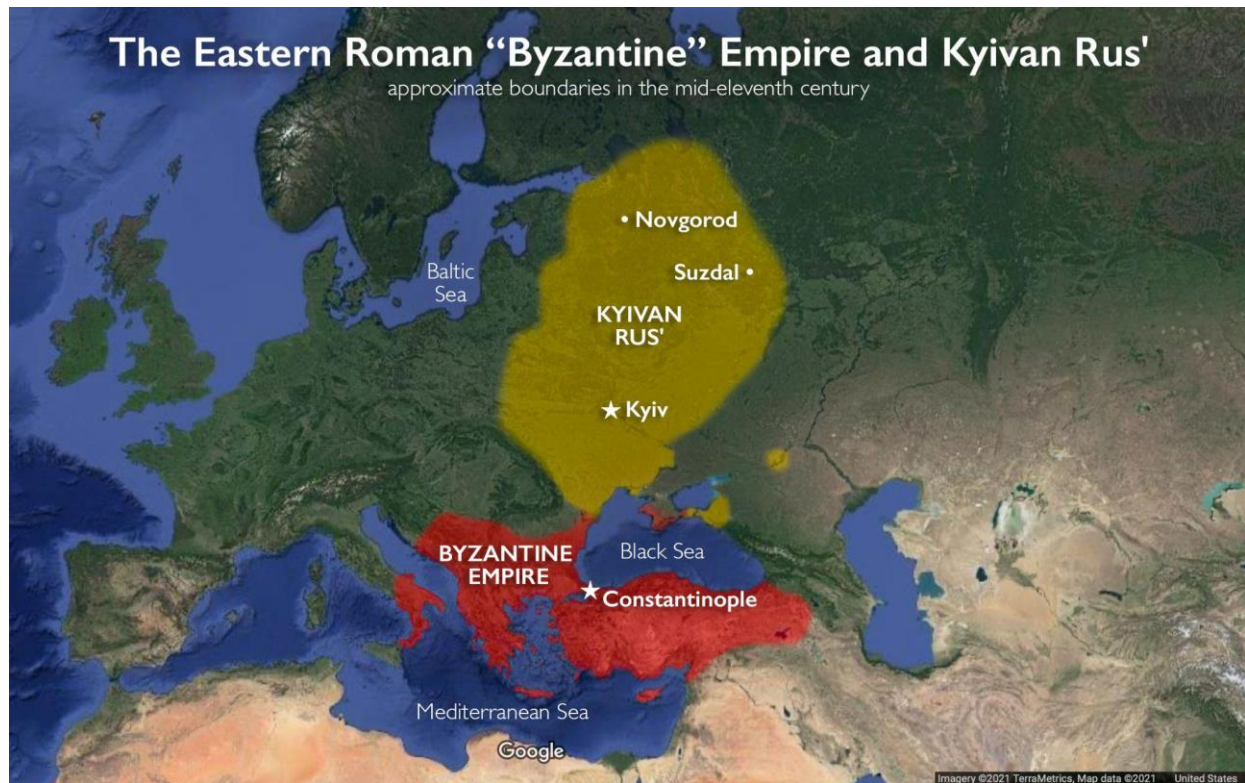 The Eastern Roman “Byzantine” Empire and Kyivan Rus'
approximate boundaries in the mid-eleventh century
Novgorod
Suzdal
Baltic
Sea
KYIVAN
RUS'
Kyiv
BYZANTINE
EMPIRE
Black Sea
Constantinople
Mediterranean Sea
Google
Imagery ©2021 TerraMetrics, Map data ©2021 United States